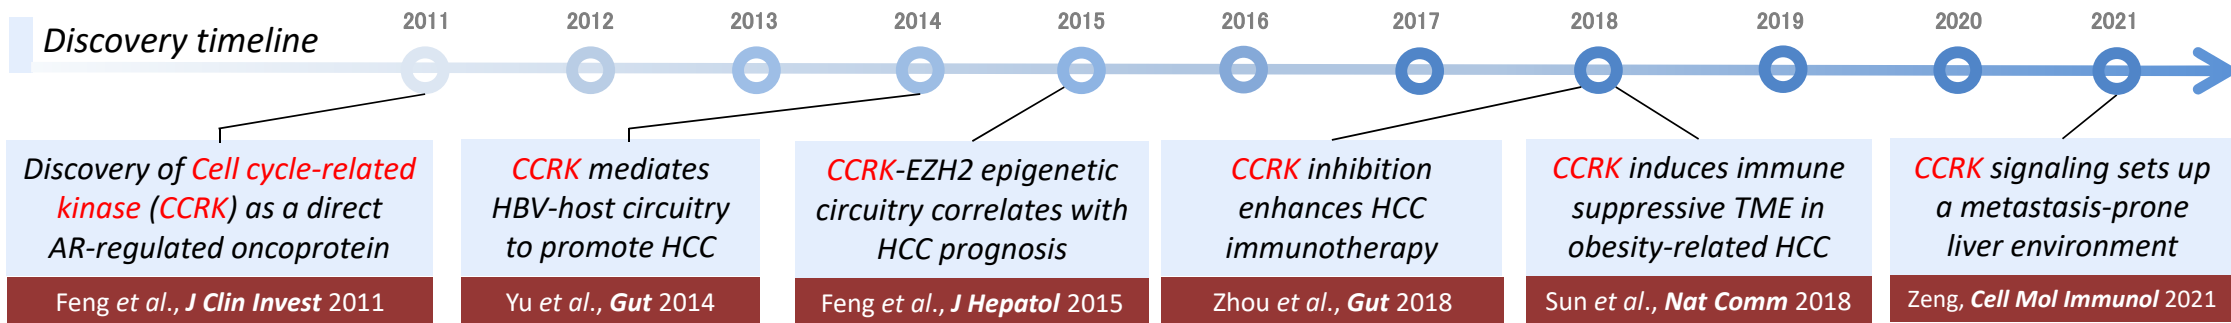 Discovery timeline
2011
2012
2013
2014
2015
2016
2017
2018
2019
2020
2021
Discovery of Cell cycle-related
kinase (CCRK) as a direct
AR-regulated oncoprotein
Feng et al., J Clin Invest 2011
CCRK mediates
HBV-host circuitry
to promote HCC
Yu et al., Gut 2014
CCRK-EZH2 epigenetic
circuitry correlates with
HCC prognosis
Feng et al., J Hepatol 2015
CCRK inhibition
enhances HCC
immunotherapy
Zhou et al., Gut 2018
CCRK induces immune
suppressive TME in
obesity-related HCC
Sun et al., Nat Comm 2018
CCRK signaling sets up
a metastasis-prone
liver environment
Zeng, Cell Mol Immunol 2021